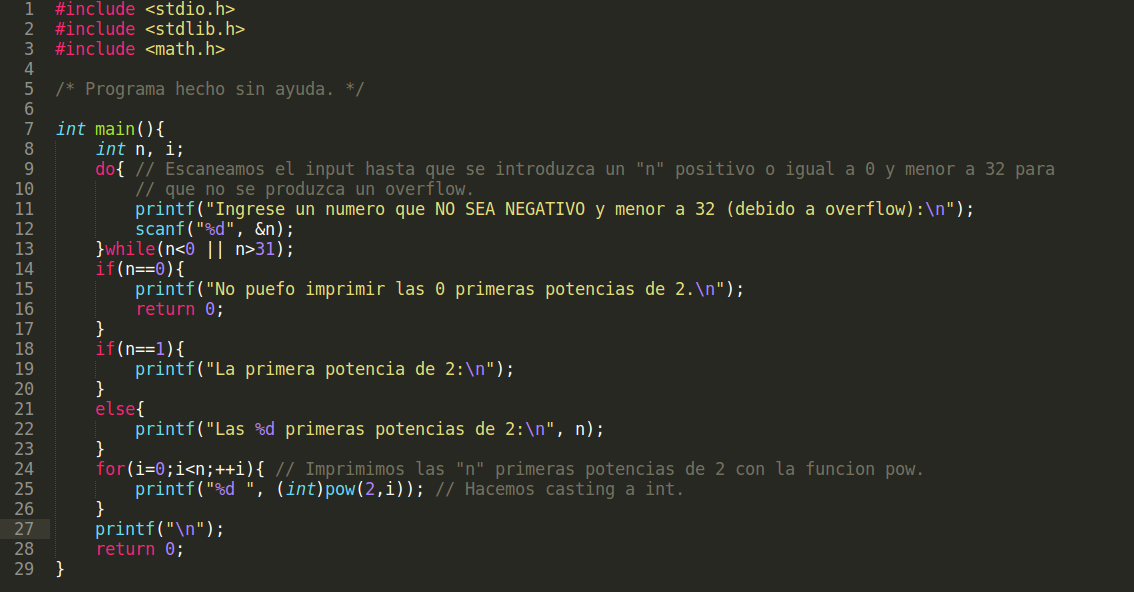 1 #include <stdio.h>
2 #include <stdlib.h>
3 #include <math.h>
4
5 /* Programa hecho sin ayuda. */
6
7 int main(){
8     int n, i;
9     do{ // Escaneamos el input hasta que se introduzca un "n" positivo o igual a 0 y menor a 32 para
10         // que no se produzca un overflow.
11         printf("Ingrese un numero que NO SEA NEGATIVO y menor a 32 (debido a overflow):\n");
12         scanf("%d", &n);
13     }while(n<0 || n>31);
14     if(n==0){
15         printf("No puefo imprimir las 0 primeras potencias de 2.\n");
16         return 0;
17     }
18     if(n==1){
19         printf("La primera potencia de 2:\n");
20     }
21     else{
22         printf("Las %d primeras potencias de 2:\n", n);
23     }
24     for(i=0;i<n;++i){ // Imprimimos las "n" primeras potencias de 2 con la funcion pow.
25         printf("%d ", (int)pow(2,i)); // Hacemos casting a int.
26     }
27     printf("\n");
28     return 0;
29 }